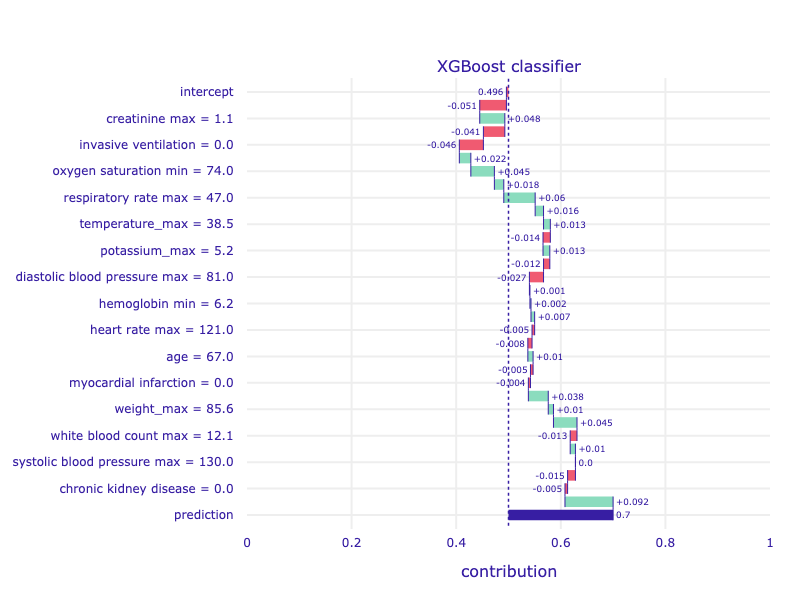 XGBoost classifier
intercept
0.496
-0.051
creatinine max = 1.1
+0.048
-0.041
invasive ventilation = 0.0
-0.046
+0.022
oxygen saturation min = 74.0
+0.045
+0.018
respiratory rate max = 47.0
+0.06
+0.016
temperature_max = 38.5
+0.013
-0.014
potassium_max = 5.2
+0.013
-0.012
diastolic blood pressure max = 81.0
-0.027
+0.001
hemoglobin min = 6.2
+0.002
+0.007
heart rate max = 121.0
-0.005
-0.008
age = 67.0
+0.01
-0.005
myocardial infarction = 0.0
-0.004
+0.038
weight_max = 85.6
+0.01
+0.045
white blood count max = 12.1
-0.013
+0.01
systolic blood pressure max = 130.0
0.0
-0.015
chronic kidney disease = 0.0
-0.005
+0.092
prediction
0.7
0 0.2 0.4 0.6 0.8 1
contribution